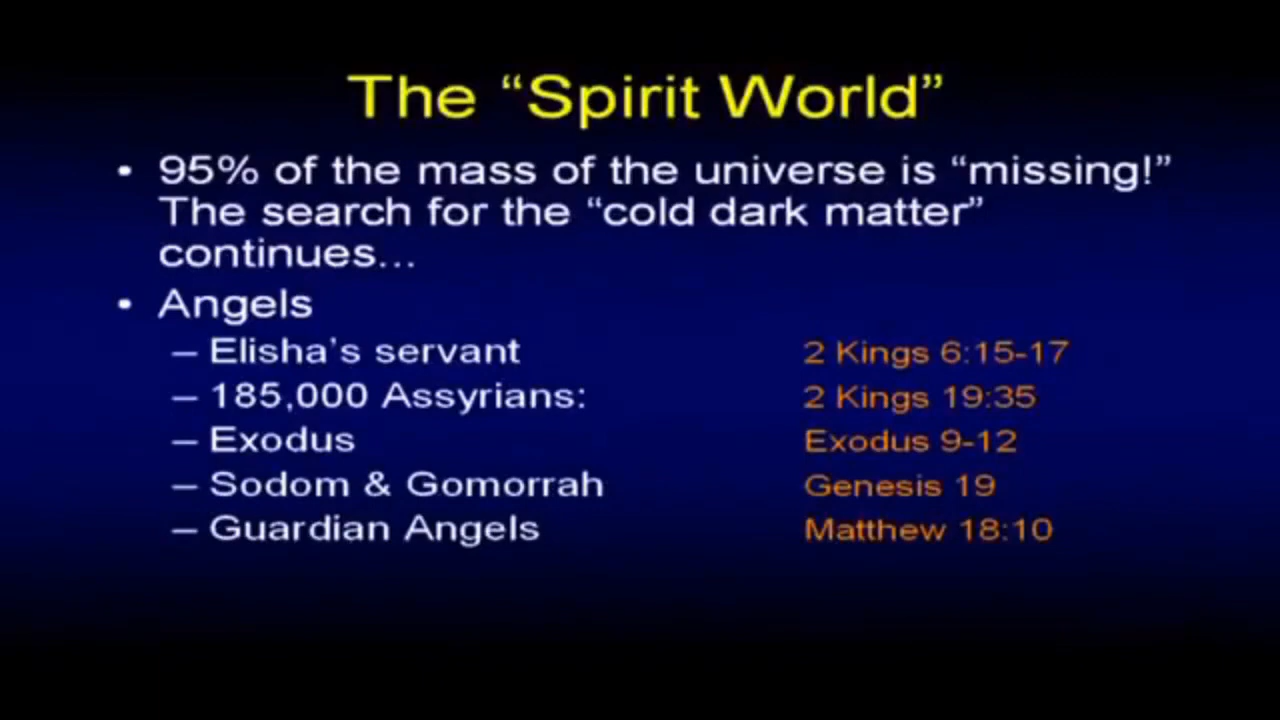 The “Spirit World”
• 95% of the mass of the universe is “missing!”
The search for the “cold dark matter”
continues...
• Angels
– Elisha’s servant 2 Kings 6:15-17
– 185,000 Assyrians: 2 Kings 19:35
– Exodus Exodus 9-12
– Sodom & Gomorrah Genesis 19
– Guardian Angels Matthew 18:10